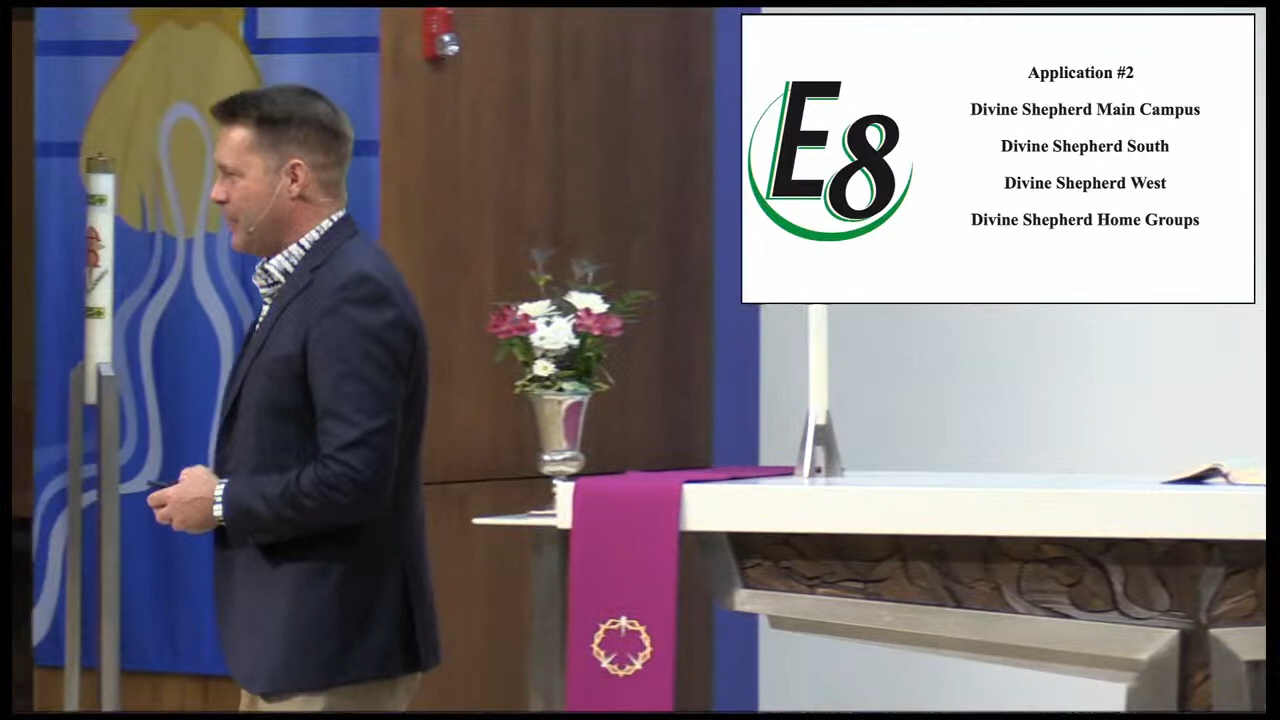 E8
Application #2
Divine Shepherd Main Campus
Divine Shepherd South
Divine Shepherd West
Divine Shepherd Home Groups